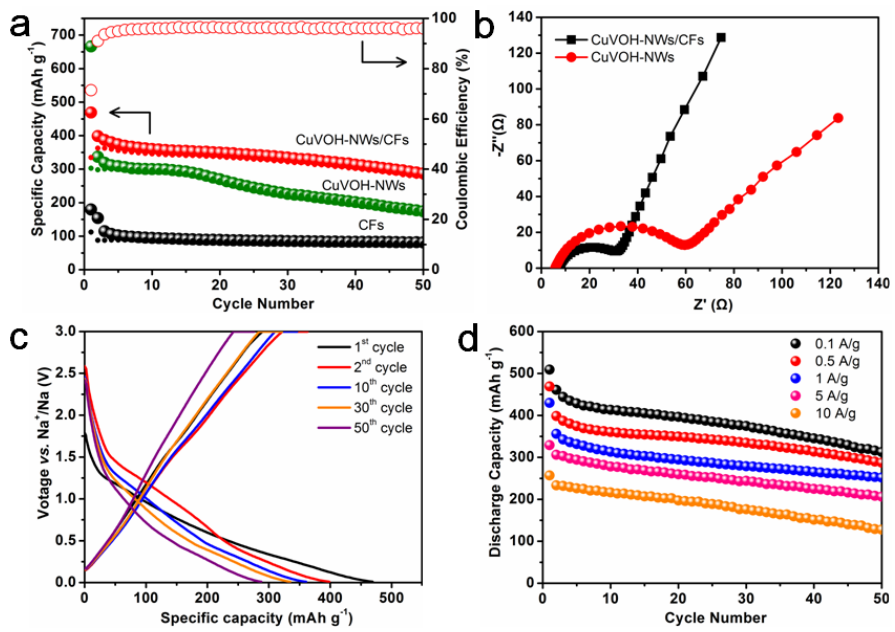 a
Specific Capacity (mAh g⁻¹)
700
600
500
400
300
200
100
0
0 10 20 30 40 50
Cycle Number
100
80
60
40
20
0
Coulombic Efficiency (%)
CuVOH-NWs/CFs
CuVOH-NWs
CFs
b
-Z''(Ω)
140
120
100
80
60
40
20
0
0 20 40 60 80 100 120 140
Z' (Ω)
CuVOH-NWs/CFs
CuVOH-NWs
c
Votage vs. Na⁺/Na (V)
3.0
2.5
2.0
1.5
1.0
0.5
0.0
0 100 200 300 400 500
Specific capacity (mAh g⁻¹)
1ˢᵗ cycle
2ⁿᵈ cycle
10ᵗʰ cycle
30ᵗʰ cycle
50ᵗʰ cycle
d
Discharge Capacity (mAh g⁻¹)
600
500
400
300
200
100
0
0 10 20 30 40 50
Cycle Number
0.1 A/g
0.5 A/g
1 A/g
5 A/g
10 A/g